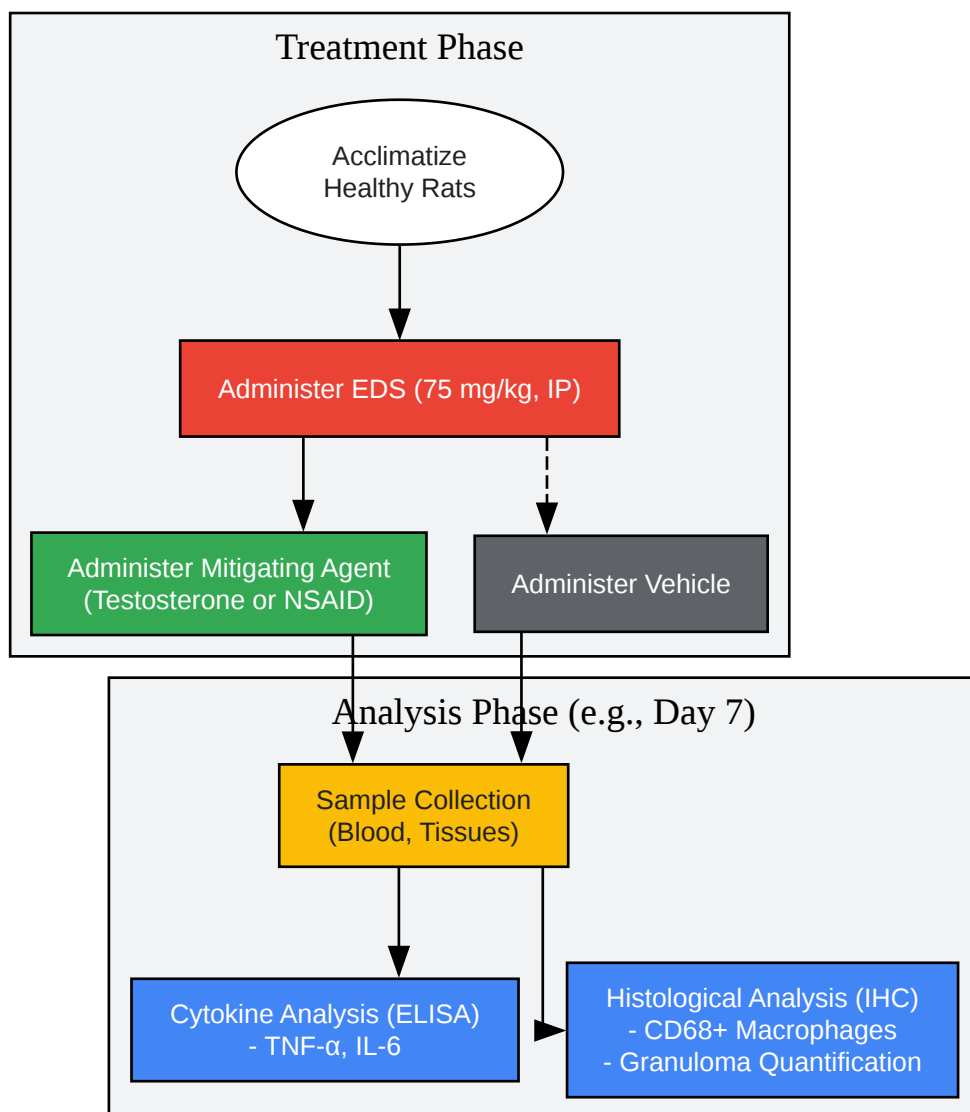 Treatment Phase
Acclimatize
Healthy Rats
Administer EDS (75 mg/kg, IP)
Administer Mitigating Agent
(Testosterone or NSAID)
Administer Vehicle
Analysis Phase (e.g., Day 7)
Sample Collection
(Blood, Tissues)
Cytokine Analysis (ELISA)
- TNF-α, IL-6
Histological Analysis (IHC)
- CD68+ Macrophages
- Granuloma Quantification